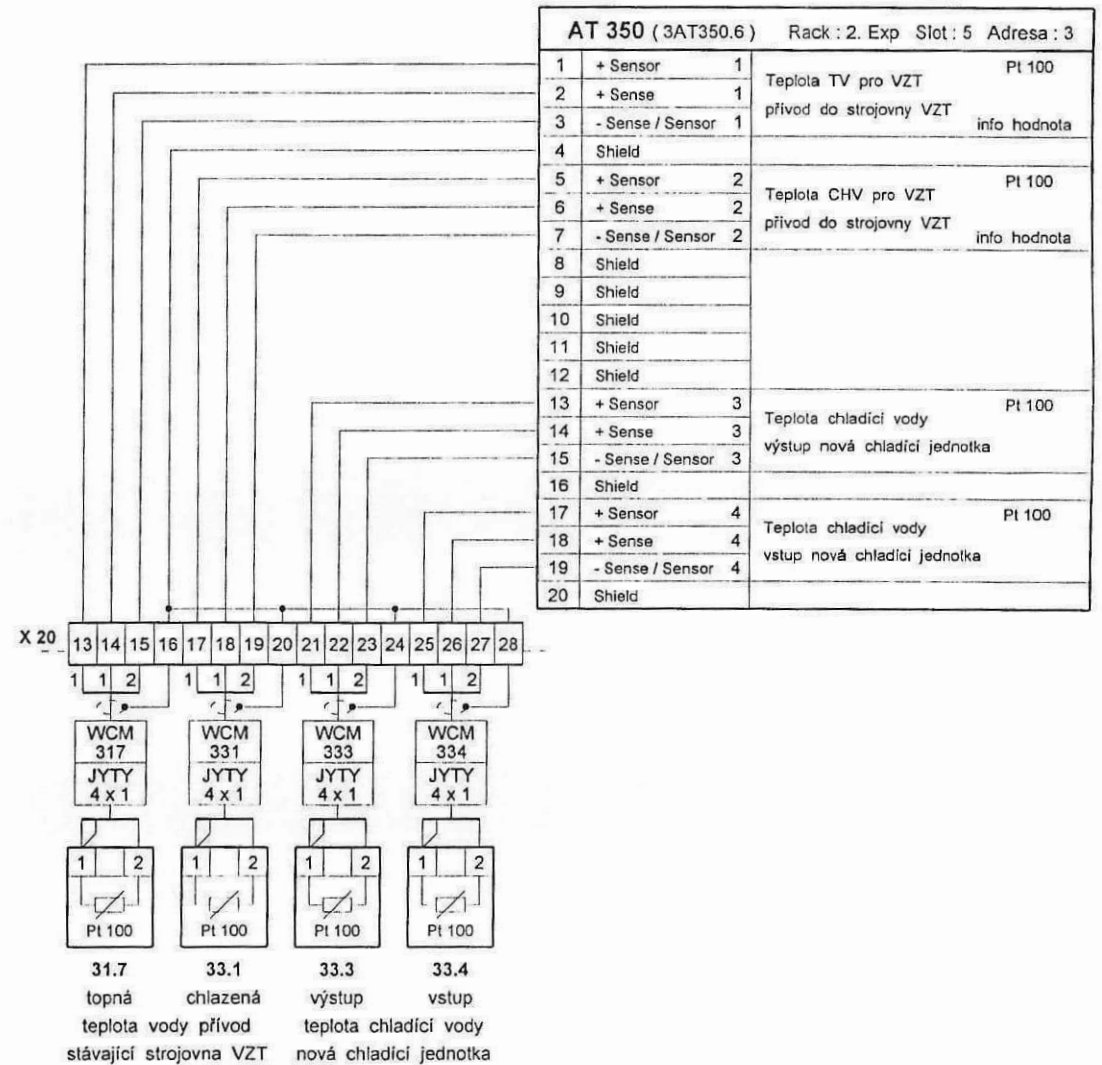 AT 350 ( 3AT350.6 ) Rack : 2. Exp Slot : 5 Adresa : 3
1 + Sensor 1 Pt 100
Teplota TV pro VZT
2 + Sense 1
přívod do strojovny VZT
3 - Sense / Sensor 1 info hodnota
4 Shield
5 + Sensor 2 Pt 100
Teplota CHV pro VZT
6 + Sense 2
přívod do strojovny VZT
7 - Sense / Sensor 2 info hodnota
8 Shield
9 Shield
10 Shield
11 Shield
12 Shield
13 + Sensor 3 Pt 100
Teplota chladící vody
14 + Sense 3
výstup nová chladící jednotka
15 - Sense / Sensor 3
16 Shield
17 + Sensor 4 Pt 100
Teplota chladící vody
18 + Sense 4
vstup nová chladící jednotka
19 - Sense / Sensor 4
20 Shield
X 20 13 14 15 16 17 18 19 20 21 22 23 24 25 26 27 28
1 1 2 1 1 2 1 1 2 1 1 2
WCM WCM WCM WCM
317 331 333 334
JYTY JYTY JYTY JYTY
4 x 1 4 x 1 4 x 1 4 x 1
1 2 1 2 1 2 1 2
Pt 100 Pt 100 Pt 100 Pt 100
31.7 33.1 33.3 33.4
topná chlazená výstup vstup
teplota vody přívod teplota chladící vody
stávající strojovna VZT nová chladící jednotka